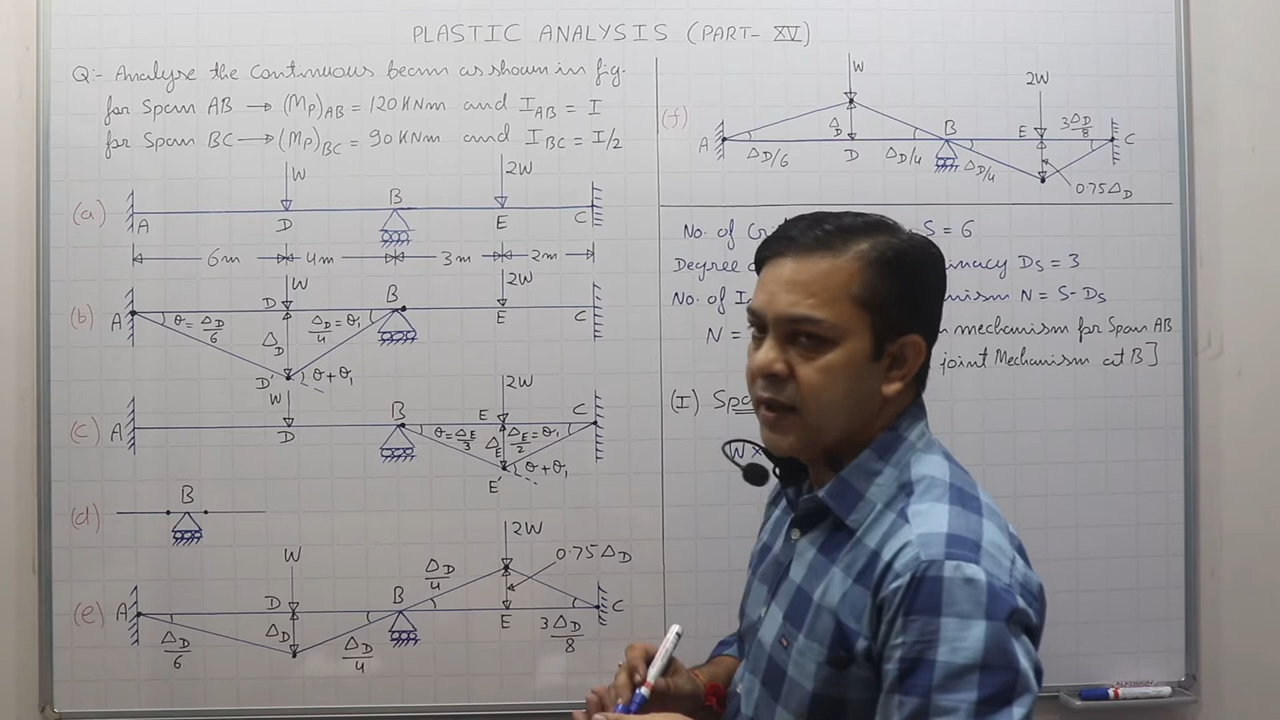 PLASTIC ANALYSIS (PART- XV)
Q:- Analyse the Continuous beam as shown in fig.
for Span AB → (Mp)AB = 120 KNm and IAB = I
for Span BC → (Mp)BC = 90 KNm and IBC = I/2
(a)
W
2W
A
D
B
E
C
6m
4m
3m
2m
(b)
W
2W
A
D
B
E
C
θ = ΔD/6
ΔD
ΔD/4 = θ1
D'
θ+θ1
(c)
W
2W
A
D
B
E
C
θ = ΔE/3
ΔE
ΔE/2 = θ1
E'
θ+θ1
(d)
B
(e)
W
2W
A
D
B
E
C
ΔD/6
ΔD
ΔD/4
ΔD/4
0.75ΔD
3ΔD/8
(f)
W
2W
A
D
B
E
C
ΔD/6
ΔD
ΔD/4
ΔD/4
3ΔD/8
0.75ΔD
No. of S = 6
Degree Ds = 3
No. of N = S-Ds
N = mechanism for Span AB
joint Mechanism at B]
(I)
W×